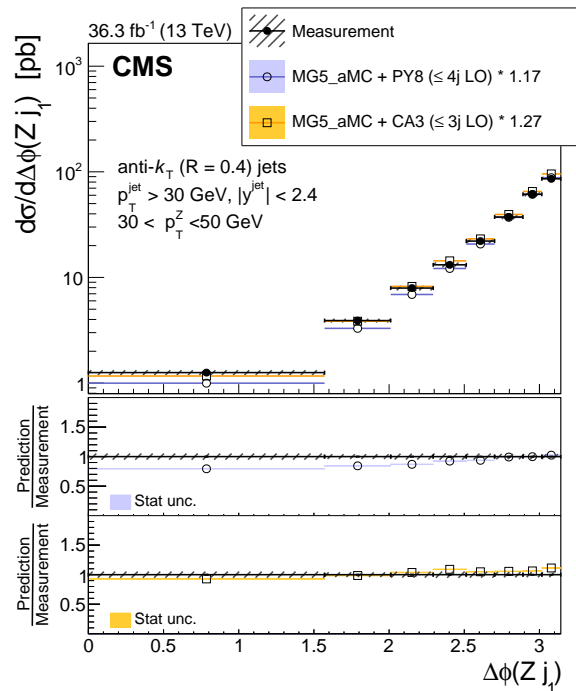 36.3 fb⁻¹ (13 TeV)
Measurement
MG5_aMC + PY8 (≤ 4j LO) * 1.17
MG5_aMC + CA3 (≤ 3j LO) * 1.27
CMS
dσ/dΔϕ(Z j₁) [pb]
10³
10²
10
1
anti-k_T (R = 0.4) jets
p_T^jet > 30 GeV, |y^jet| < 2.4
30 < p_T^Z <50 GeV
Prediction
Measurement
1.5
1
0.5
Stat unc.
Prediction
Measurement
1.5
1
0.5
Stat unc.
0 0.5 1 1.5 2 2.5 3
Δϕ(Z j₁)